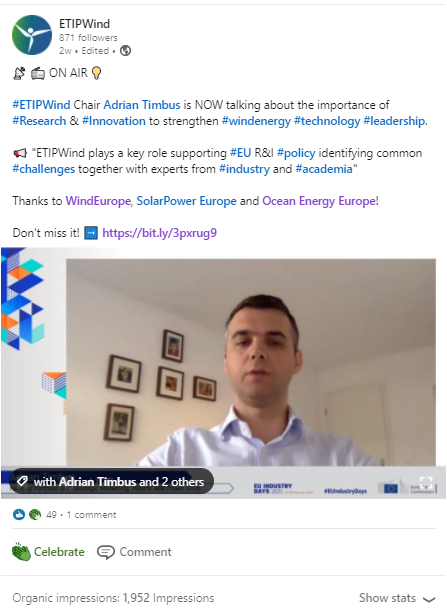 ETIPWind
871 followers
2w • Edited •
ON AIR
#ETIPWind Chair Adrian Timbus is NOW talking about the importance of
#Research & #Innovation to strengthen #windenergy #technology #leadership.
"ETIPWind plays a key role supporting #EU R&I #policy identifying common
#challenges together with experts from #industry and #academia"
Thanks to WindEurope, SolarPower Europe and Ocean Energy Europe!
Don't miss it! https://bit.ly/3pxrug9
with Adrian Timbus and 2 others
EU INDUSTRY
DAYS 2021
#EUIndustryDays
49 • 1 comment
Celebrate
Comment
Organic impressions: 1,952 Impressions
Show stats